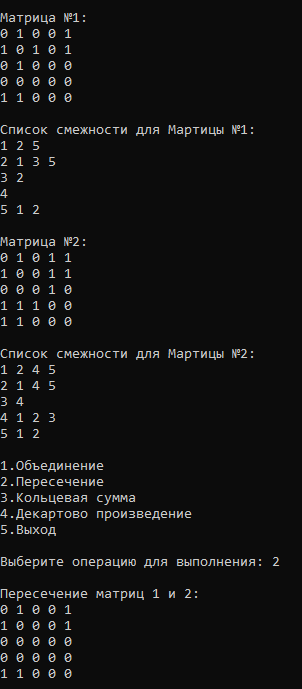 Матрица №1:
0 1 0 0 1
1 0 1 0 1
0 1 0 0 0
0 0 0 0 0
1 1 0 0 0
Список смежности для Мартицы №1:
1 2 5
2 1 3 5
3 2
4
5 1 2
Матрица №2:
0 1 0 1 1
1 0 0 1 1
0 0 0 1 0
1 1 1 0 0
1 1 0 0 0
Список смежности для Мартицы №2:
1 2 4 5
2 1 4 5
3 4
4 1 2 3
5 1 2
1.Объединение
2.Пересечение
3.Кольцевая сумма
4.Декартово произведение
5.Выход
Выберите операцию для выполнения: 2
Пересечение матриц 1 и 2:
0 1 0 0 1
1 0 0 0 1
0 0 0 0 0
0 0 0 0 0
1 1 0 0 0